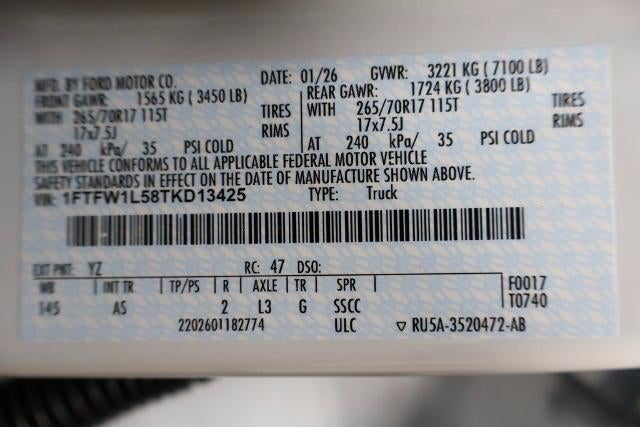 MFD. BY FORD MOTOR CO. DATE: 01/26 GVWR: 3221 KG ( 7100 LB)
FRONT GAWR: 1565 KG ( 3450 LB) REAR GAWR: 1724 KG ( 3800 LB)
WITH 265/70R17 115T TIRES WITH 265/70R17 115T TIRES
17x7.5J RIMS 17x7.5J RIMS
AT 240 kPa/ 35 PSI COLD AT 240 kPa/ 35 PSI COLD
THIS VEHICLE CONFORMS TO ALL APPLICABLE FEDERAL MOTOR VEHICLE
SAFETY STANDARDS IN EFFECT ON THE DATE OF MANUFACTURE SHOWN ABOVE.
VIN: 1FTFW1L58TKD13425 TYPE: Truck
EXT PNT: YZ RC: 47 DSO:
WB INT TR TP/PS R AXLE TR SPR F0017
145 AS 2 L3 G SSCC T0740
2202601182774 ULC ▽ RU5A-3520472-AB